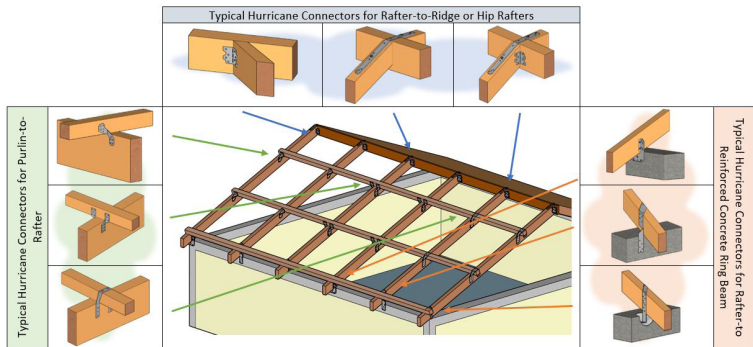 Typical Hurricane Connectors for Rafter-to-Ridge or Hip Rafters
Typical Hurricane Connectors for Purlin-to-
Rafter
Typical Hurricane Connectors for Rafter-to
Reinforced Concrete Ring Beam